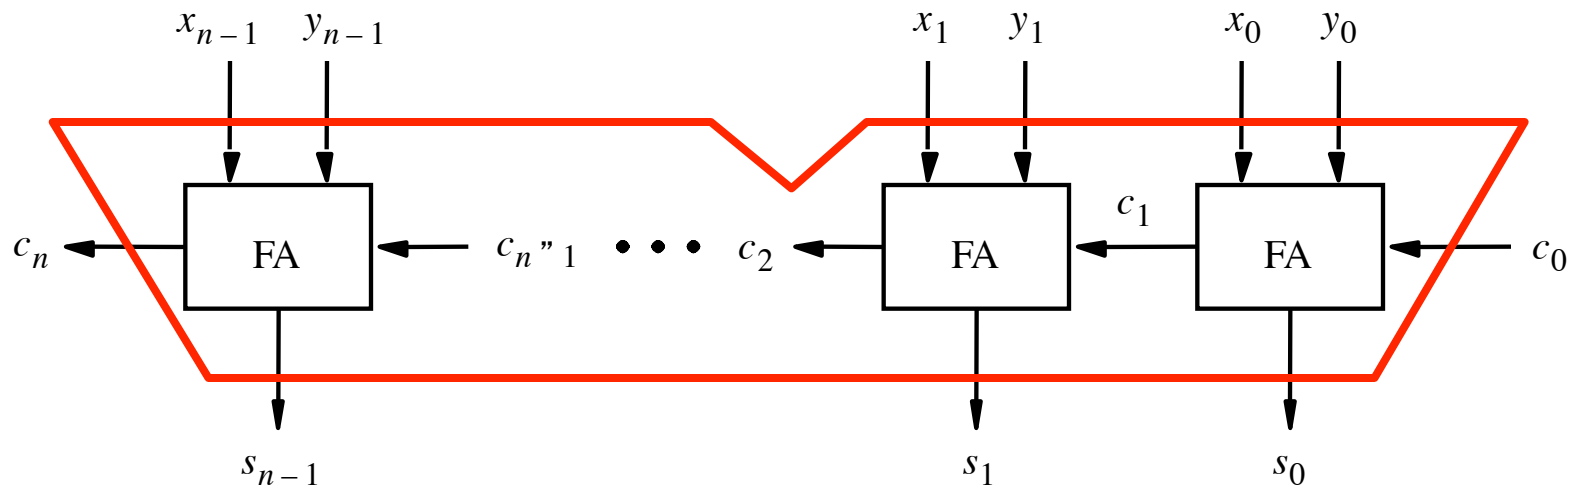 x_{n-1} y_{n-1} x_1 y_1 x_0 y_0
c_1
c_n FA c_{n ” 1} • • • c_2 FA FA c_0
s_{n-1} s_1 s_0